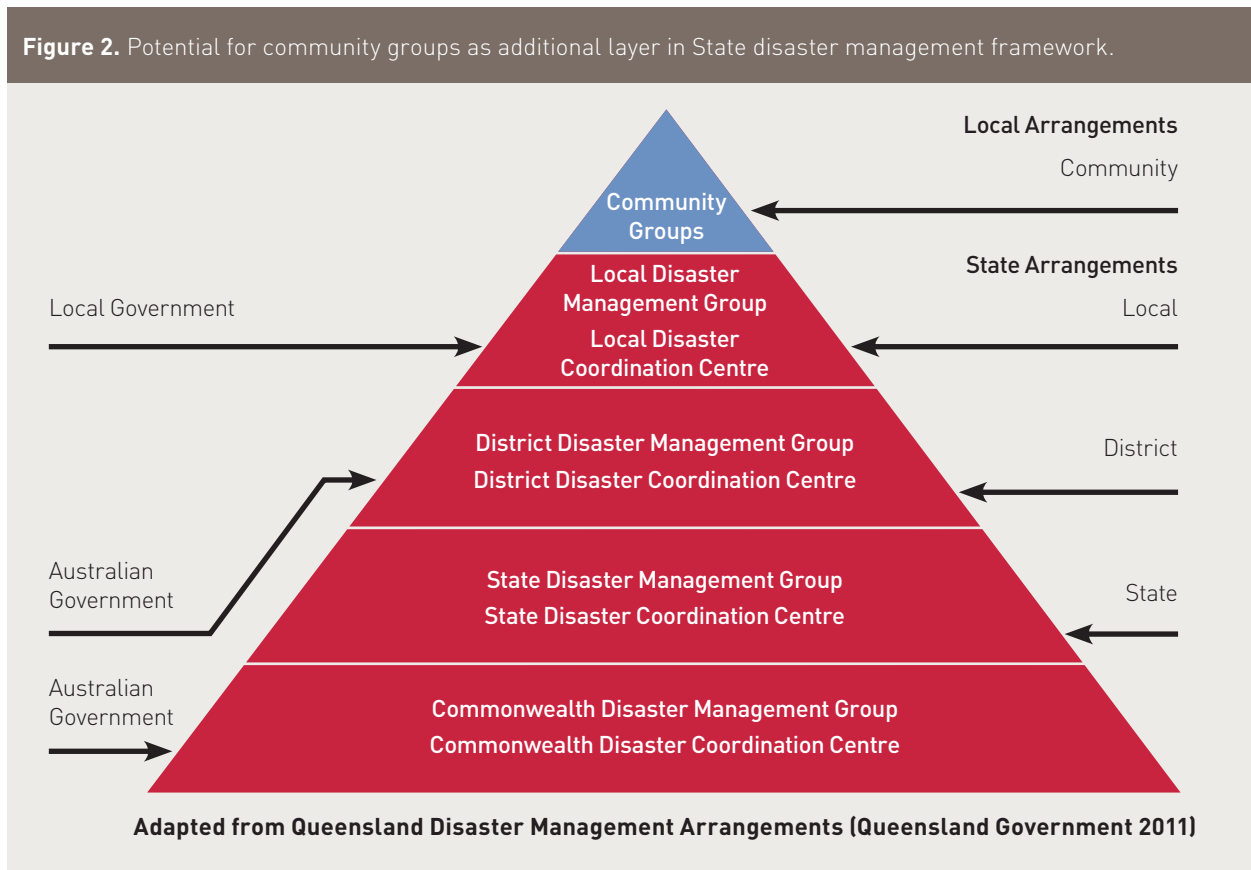 Figure 2. Potential for community groups as additional layer in State disaster management framework.
Local Arrangements
Community
Community
Groups
State Arrangements
Local
Local Government
Local Disaster
Management Group
Local Disaster
Coordination Centre
District
District Disaster Management Group
District Disaster Coordination Centre
Australian
Government
State Disaster Management Group
State Disaster Coordination Centre
State
Australian
Government
Commonwealth Disaster Management Group
Commonwealth Disaster Coordination Centre
Adapted from Queensland Disaster Management Arrangements (Queensland Government 2011)